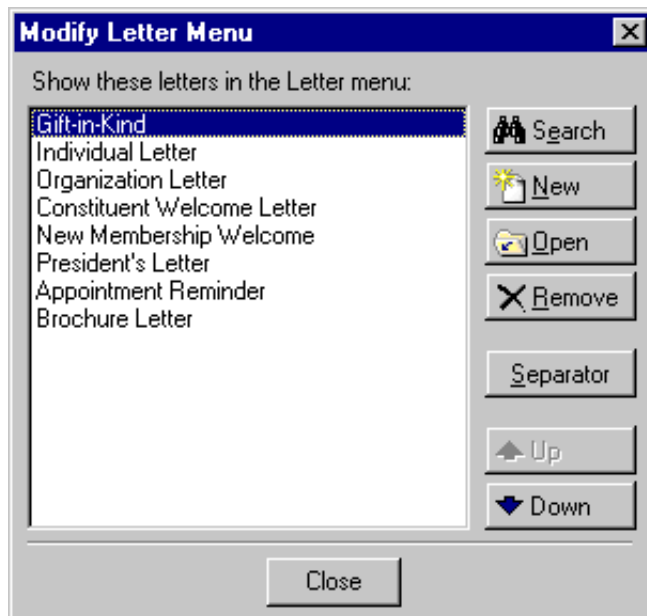 Modify Letter Menu
Show these letters in the Letter menu:
Gift-in-Kind
Individual Letter
Organization Letter
Constituent Welcome Letter
New Membership Welcome
President's Letter
Appointment Reminder
Brochure Letter
Search
New
Open
Remove
Separator
Up
Down
Close